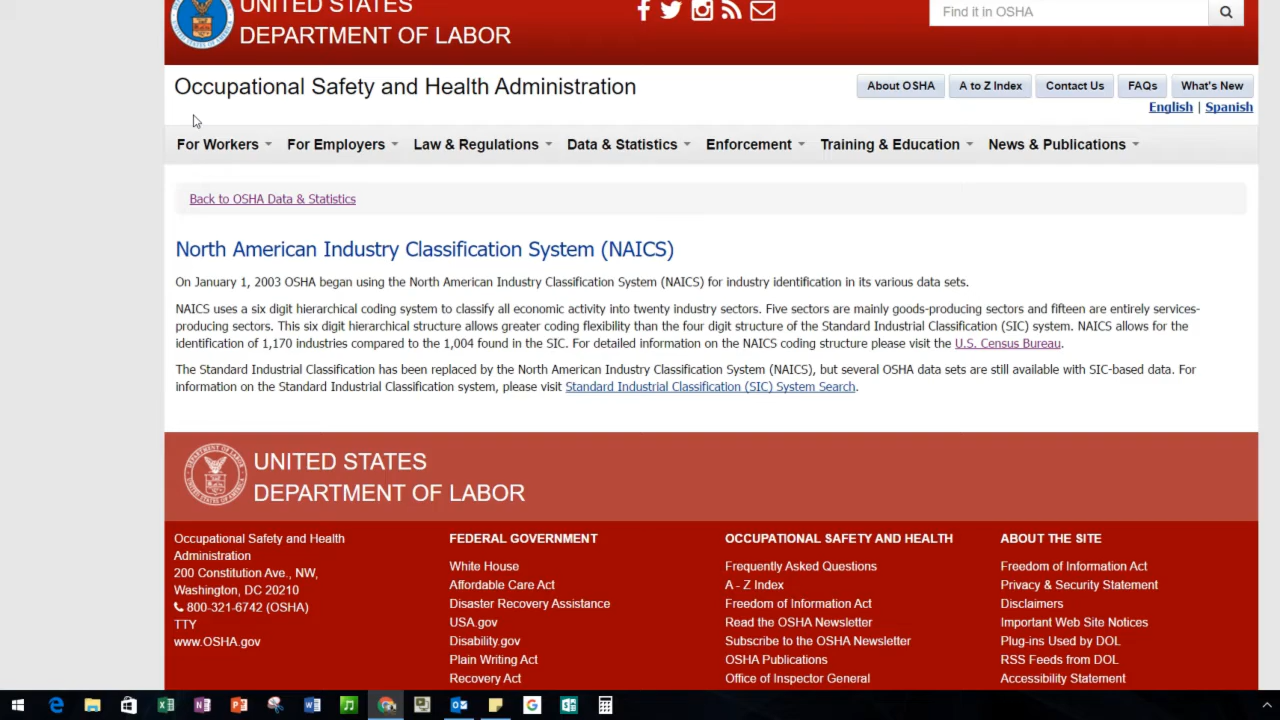 UNITED STATES
DEPARTMENT OF LABOR
Find it in OSHA
Occupational Safety and Health Administration
About OSHA
A to Z Index
Contact Us
FAQs
What's New
English | Spanish
For Workers
For Employers
Law & Regulations
Data & Statistics
Enforcement
Training & Education
News & Publications
Back to OSHA Data & Statistics
North American Industry Classification System (NAICS)
On January 1, 2003 OSHA began using the North American Industry Classification System (NAICS) for industry identification in its various data sets.
NAICS uses a six digit hierarchical coding system to classify all economic activity into twenty industry sectors. Five sectors are mainly goods-producing sectors and fifteen are entirely services-
producing sectors. This six digit hierarchical structure allows greater coding flexibility than the four digit structure of the Standard Industrial Classification (SIC) system. NAICS allows for the
identification of 1,170 industries compared to the 1,004 found in the SIC. For detailed information on the NAICS coding structure please visit the U.S. Census Bureau.
The Standard Industrial Classification has been replaced by the North American Industry Classification System (NAICS), but several OSHA data sets are still available with SIC-based data. For
information on the Standard Industrial Classification system, please visit Standard Industrial Classification (SIC) System Search.
UNITED STATES
DEPARTMENT OF LABOR
Occupational Safety and Health
Administration
200 Constitution Ave., NW,
Washington, DC 20210
800-321-6742 (OSHA)
TTY
www.OSHA.gov
FEDERAL GOVERNMENT
White House
Affordable Care Act
Disaster Recovery Assistance
USA.gov
Disability.gov
Plain Writing Act
Recovery Act
OCCUPATIONAL SAFETY AND HEALTH
Frequently Asked Questions
A - Z Index
Freedom of Information Act
Read the OSHA Newsletter
Subscribe to the OSHA Newsletter
OSHA Publications
Office of Inspector General
ABOUT THE SITE
Freedom of Information Act
Privacy & Security Statement
Disclaimers
Important Web Site Notices
Plug-ins Used by DOL
RSS Feeds from DOL
Accessibility Statement